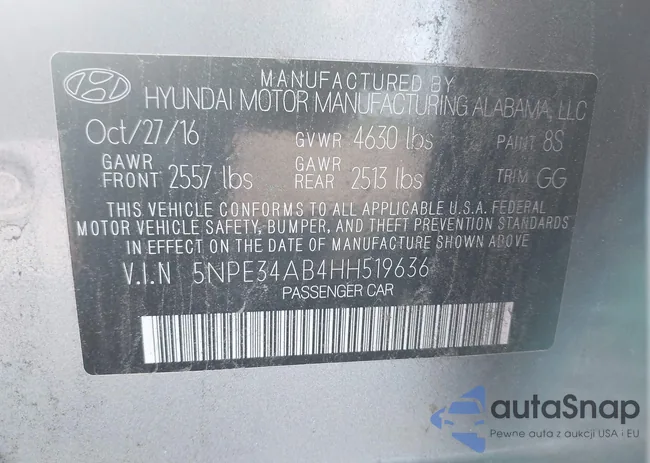 MANUFACTURED BY
HYUNDAI MOTOR MANUFACTURING ALABAMA, LLC
Oct/27/16 GVWR 4630 lbs PAINT 8S
GAWR FRONT 2557 lbs GAWR REAR 2513 lbs TRIM GG
THIS VEHICLE CONFORMS TO ALL APPLICABLE U.S.A. FEDERAL
MOTOR VEHICLE SAFETY, BUMPER, AND THEFT PREVENTION STANDARDS
IN EFFECT ON THE DATE OF MANUFACTURE SHOWN ABOVE.
V.I.N 5NPE34AB4HH519636
PASSENGER CAR
autaSnap
Pewne auta z aukcji USA i EU